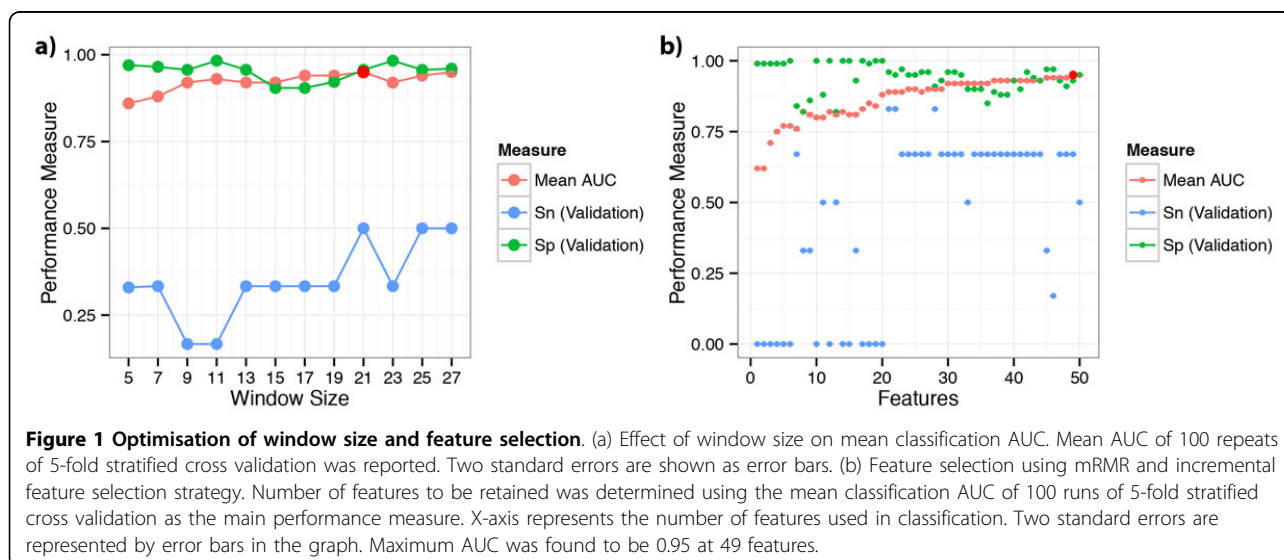 a)
1.00
0.75
0.50
0.25
Performance Measure
5 7 9 11 13 15 17 19 21 23 25 27
Window Size
Measure
Mean AUC
Sn (Validation)
Sp (Validation)
b)
1.00
0.75
0.50
0.25
0.00
Performance Measure
0 10 20 30 40 50
Features
Measure
Mean AUC
Sn (Validation)
Sp (Validation)
Figure 1 Optimisation of window size and feature selection. (a) Effect of window size on mean classification AUC. Mean AUC of 100 repeats
of 5-fold stratified cross validation was reported. Two standard errors are shown as error bars. (b) Feature selection using mRMR and incremental
feature selection strategy. Number of features to be retained was determined using the mean classification AUC of 100 runs of 5-fold stratified
cross validation as the main performance measure. X-axis represents the number of features used in classification. Two standard errors are
represented by error bars in the graph. Maximum AUC was found to be 0.95 at 49 features.